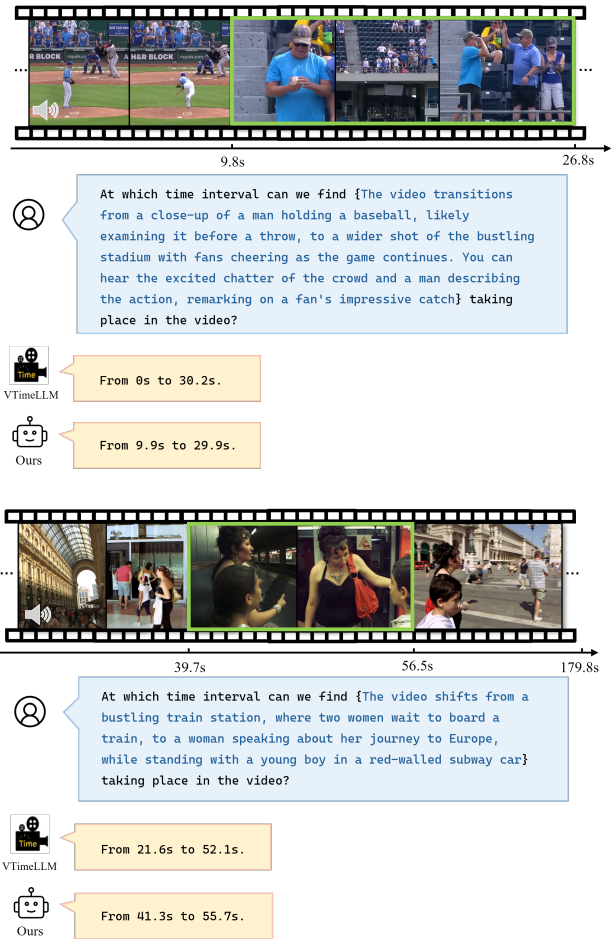 H&R BLOCK
royals.com
A H&R BLOCK
...
...
9.8s
26.8s
At which time interval can we find {The video transitions
from a close-up of a man holding a baseball, likely
examining it before a throw, to a wider shot of the bustling
stadium with fans cheering as the game continues. You can
hear the excited chatter of the crowd and a man describing
the action, remarking on a fan's impressive catch} taking
place in the video?
Time
VTimeLLM
From 0s to 30.2s.
Ours
From 9.9s to 29.9s.
...
...
39.7s
56.5s
179.8s
At which time interval can we find {The video shifts from a
bustling train station, where two women wait to board a
train, to a woman speaking about her journey to Europe,
while standing with a young boy in a red-walled subway car}
taking place in the video?
Time
VTimeLLM
From 21.6s to 52.1s.
Ours
From 41.3s to 55.7s.